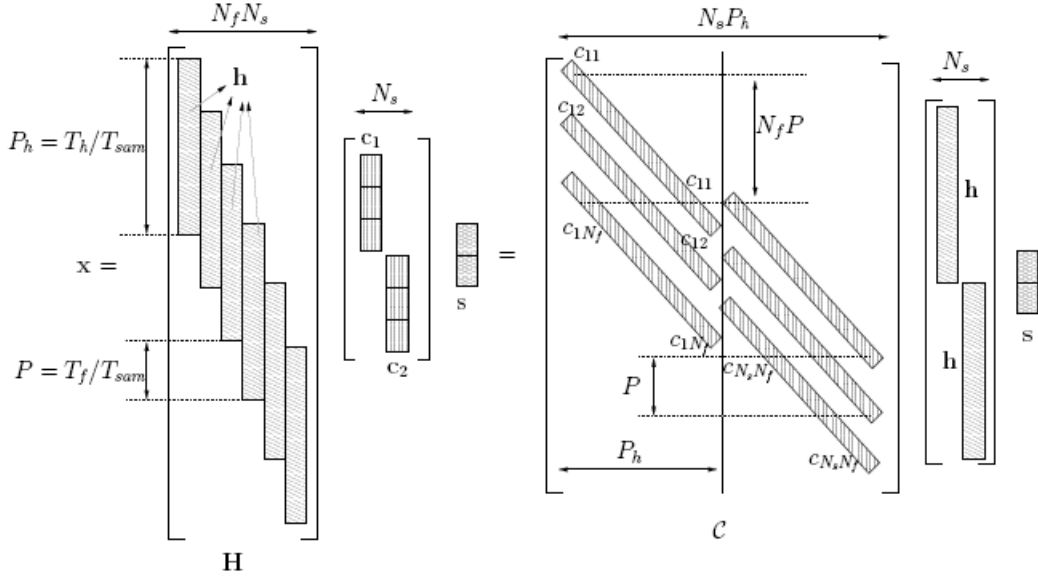 N_f N_s
h
P_h = T_h/T_sam
N_s
c_1
x =
s
=
P = T_f/T_sam
c_2
H
N_s P_h
c_11
c_12
N_f P
c_11
c_1N_f
c_12
c_1N_f
c_N_sN_f
P
P_h
c_N_sN_f
C
N_s
h
h
s